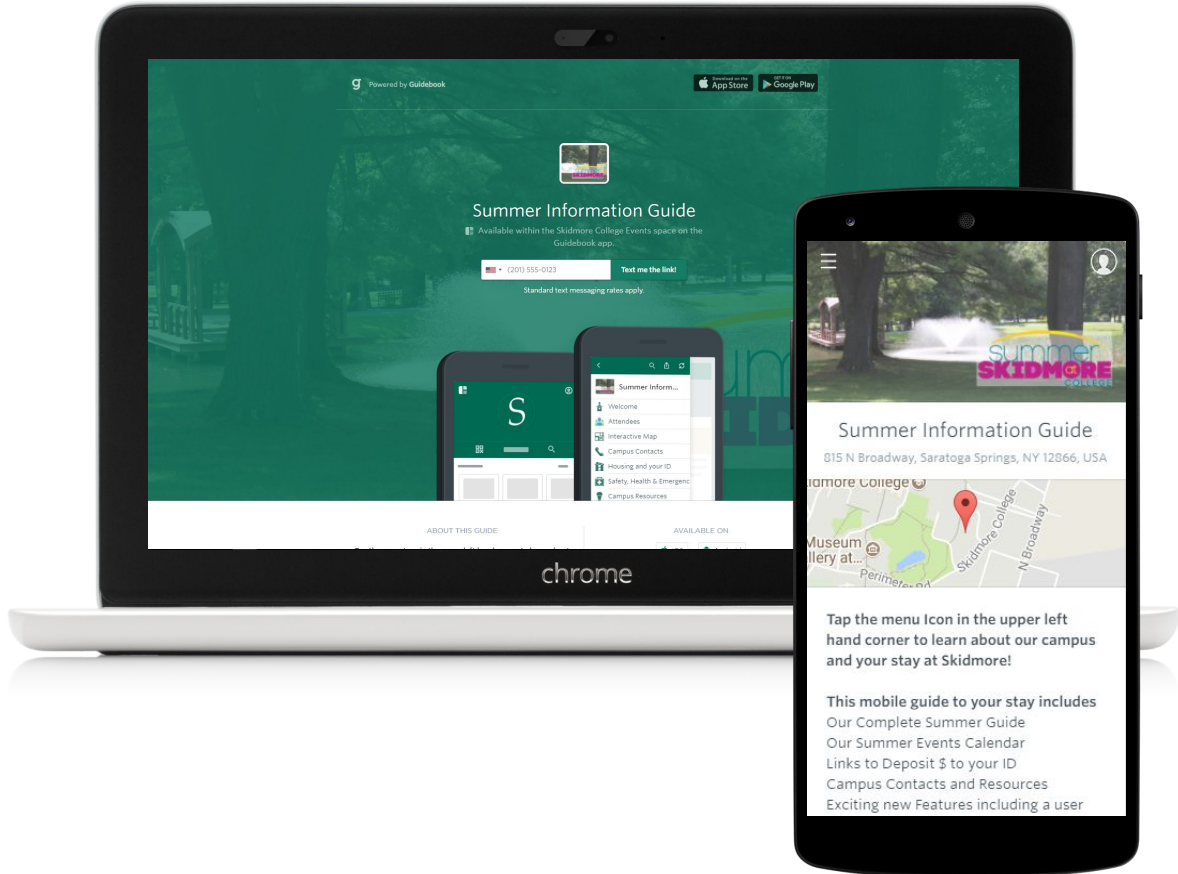 g Powered by Guidebook
Download on the
App Store
GET IT ON
Google Play
SKIDMORE
Summer Information Guide
Available within the Skidmore College Events space on the
Guidebook app.
(201) 555-0123
Text me the link!
Standard text messaging rates apply.
S
Summer Inform...
Welcome
Attendees
Interactive Map
Campus Contacts
Housing and your ID
Safety, Health & Emergenc
Campus Resources
ABOUT THIS GUIDE
AVAILABLE ON
chrome
summer
SKIDMORE
COLLEGE
Summer Information Guide
815 N Broadway, Saratoga Springs, NY 12866, USA
idmore College
Museum
llery at...
Perimeter Rd
Skidmore College
N Broadway
Tap the menu Icon in the upper left
hand corner to learn about our campus
and your stay at Skidmore!
This mobile guide to your stay includes
Our Complete Summer Guide
Our Summer Events Calendar
Links to Deposit $ to your ID
Campus Contacts and Resources
Exciting new Features including a user